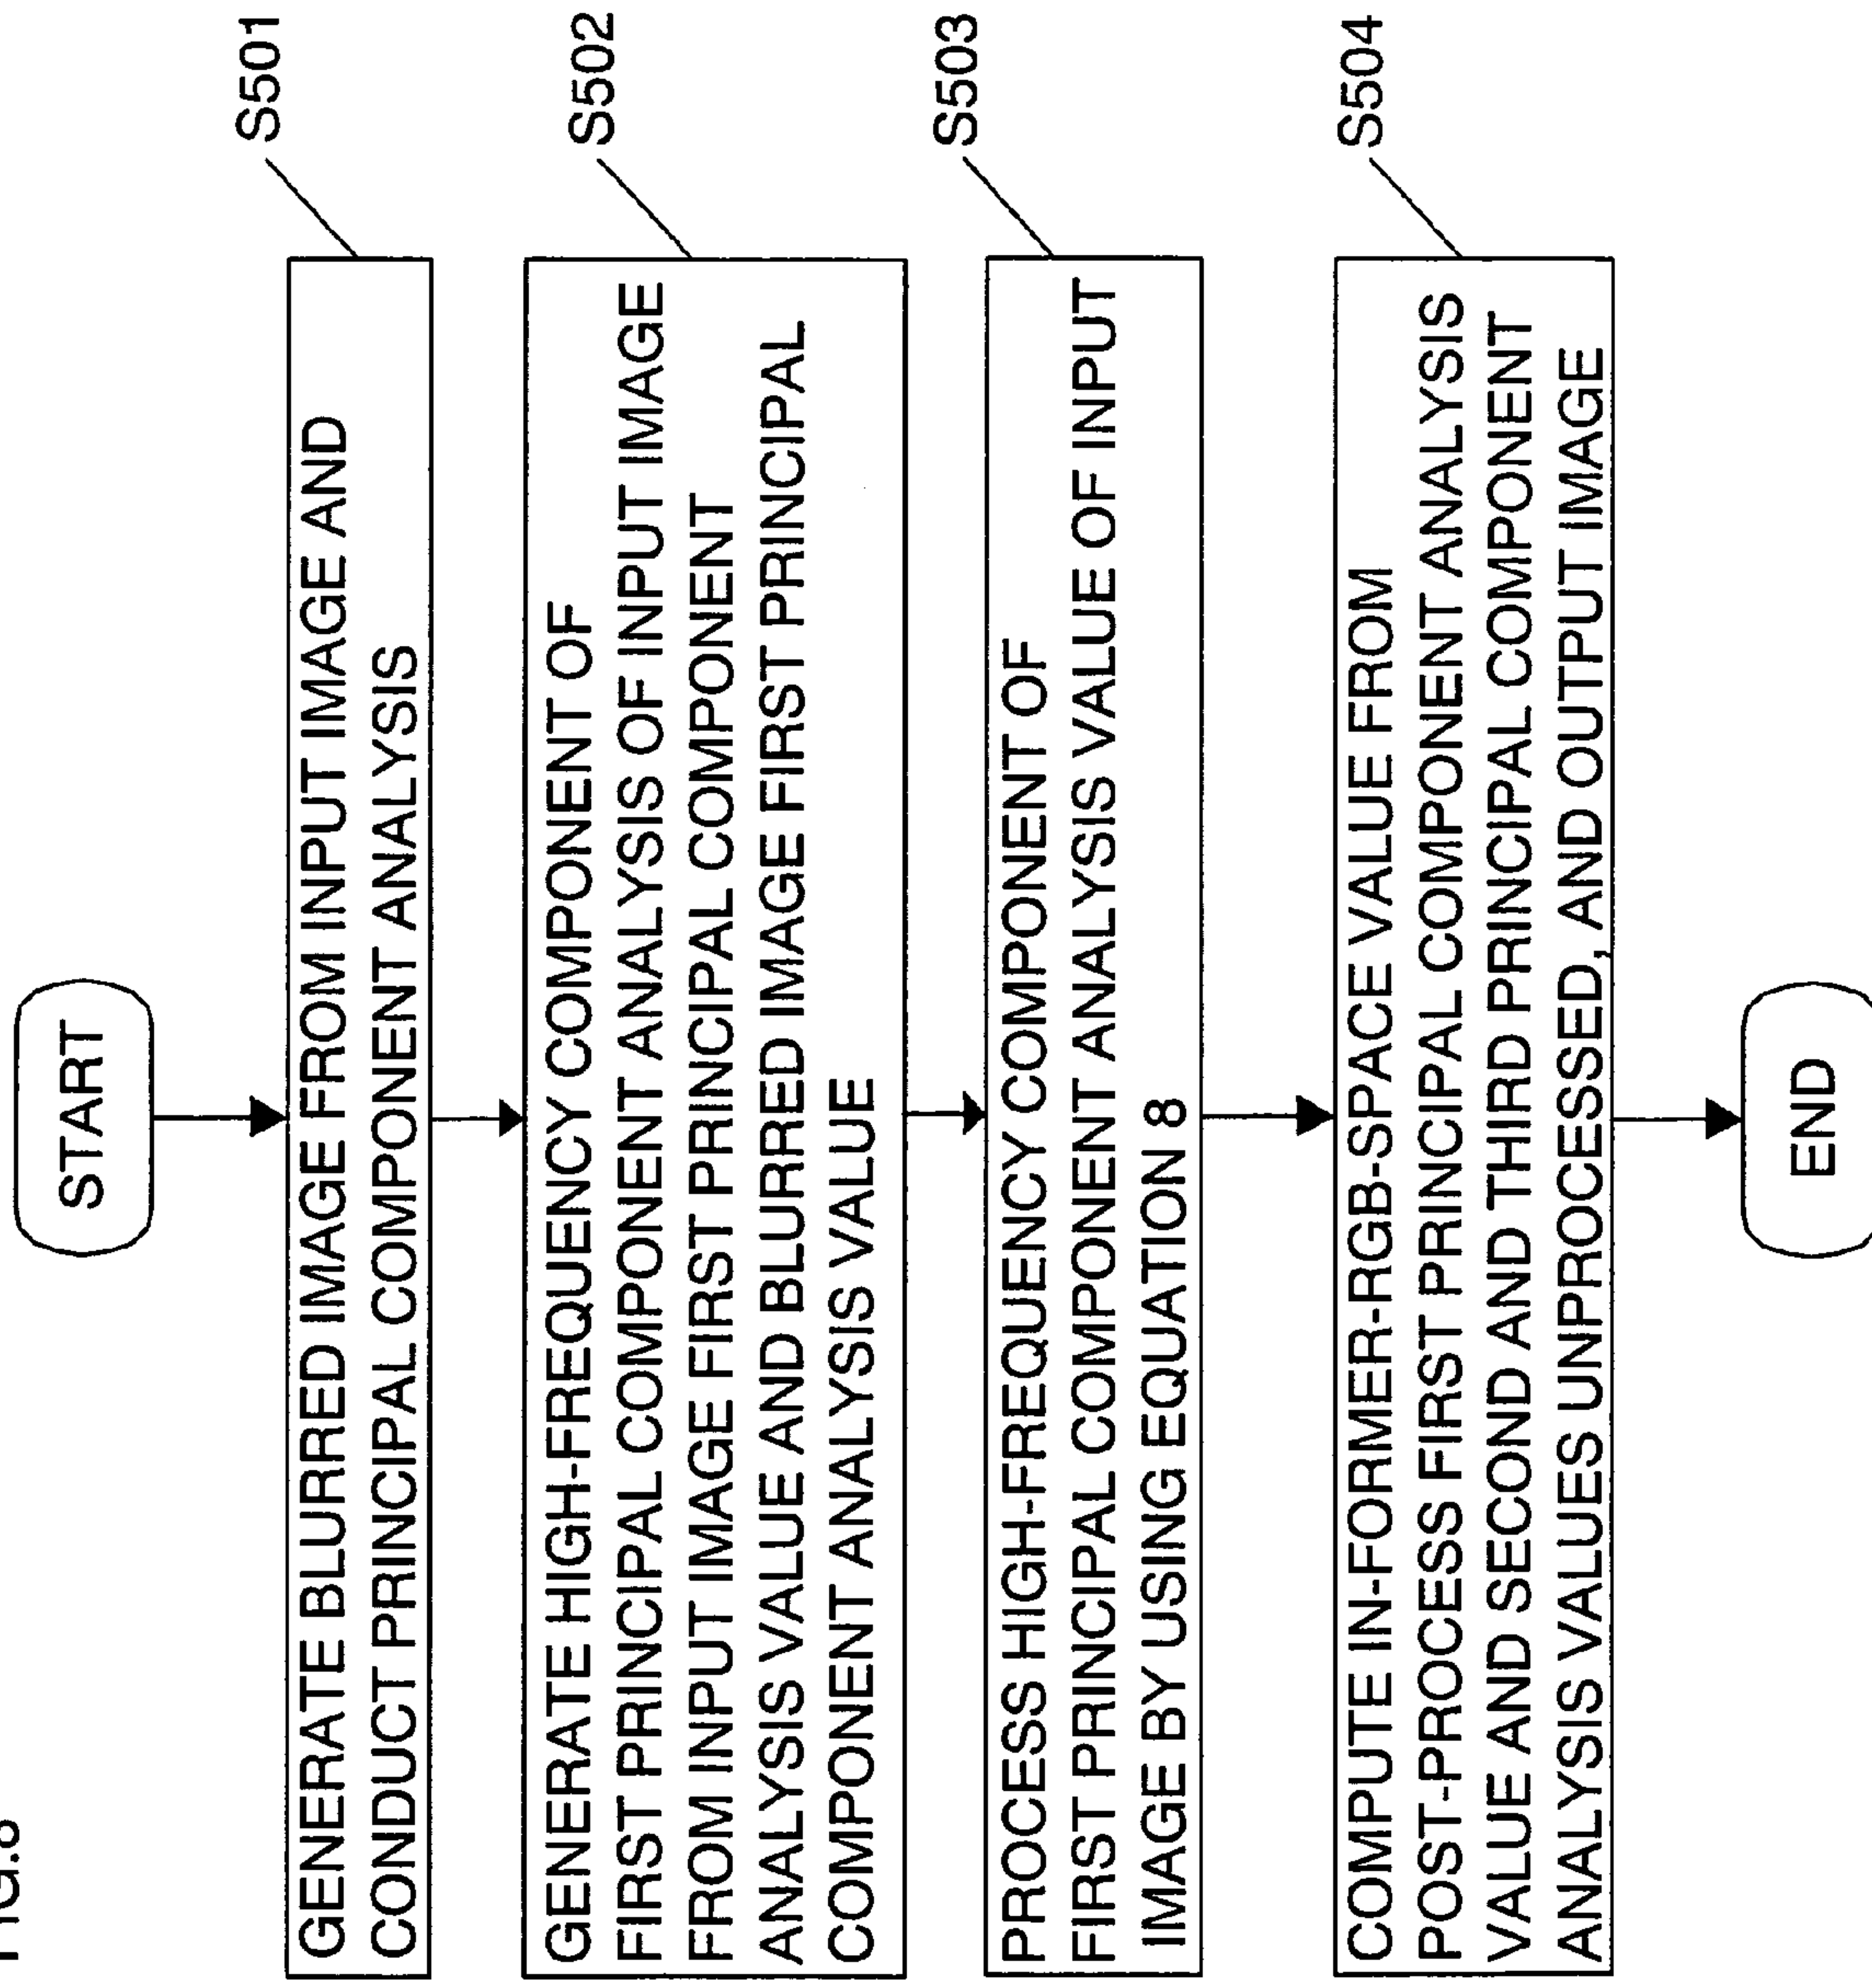 FIG.8
START
GENERATE BLURRED IMAGE FROM INPUT IMAGE AND
CONDUCT PRINCIPAL COMPONENT ANALYSIS
S501
GENERATE HIGH-FREQUENCY COMPONENT OF
FIRST PRINCIPAL COMPONENT ANALYSIS OF INPUT IMAGE
FROM INPUT IMAGE FIRST PRINCIPAL COMPONENT
ANALYSIS VALUE AND BLURRED IMAGE FIRST PRINCIPAL
COMPONENT ANALYSIS VALUE
S502
PROCESS HIGH-FREQUENCY COMPONENT OF
FIRST PRINCIPAL COMPONENT ANALYSIS VALUE OF INPUT
IMAGE BY USING EQUATION 8
S503
COMPUTE IN-FORMER-RGB-SPACE VALUE FROM
POST-PROCESS FIRST PRINCIPAL COMPONENT ANALYSIS
VALUE AND SECOND AND THIRD PRINCIPAL COMPONENT
ANALYSIS VALUES UNPROCESSED, AND OUTPUT IMAGE
S504
END